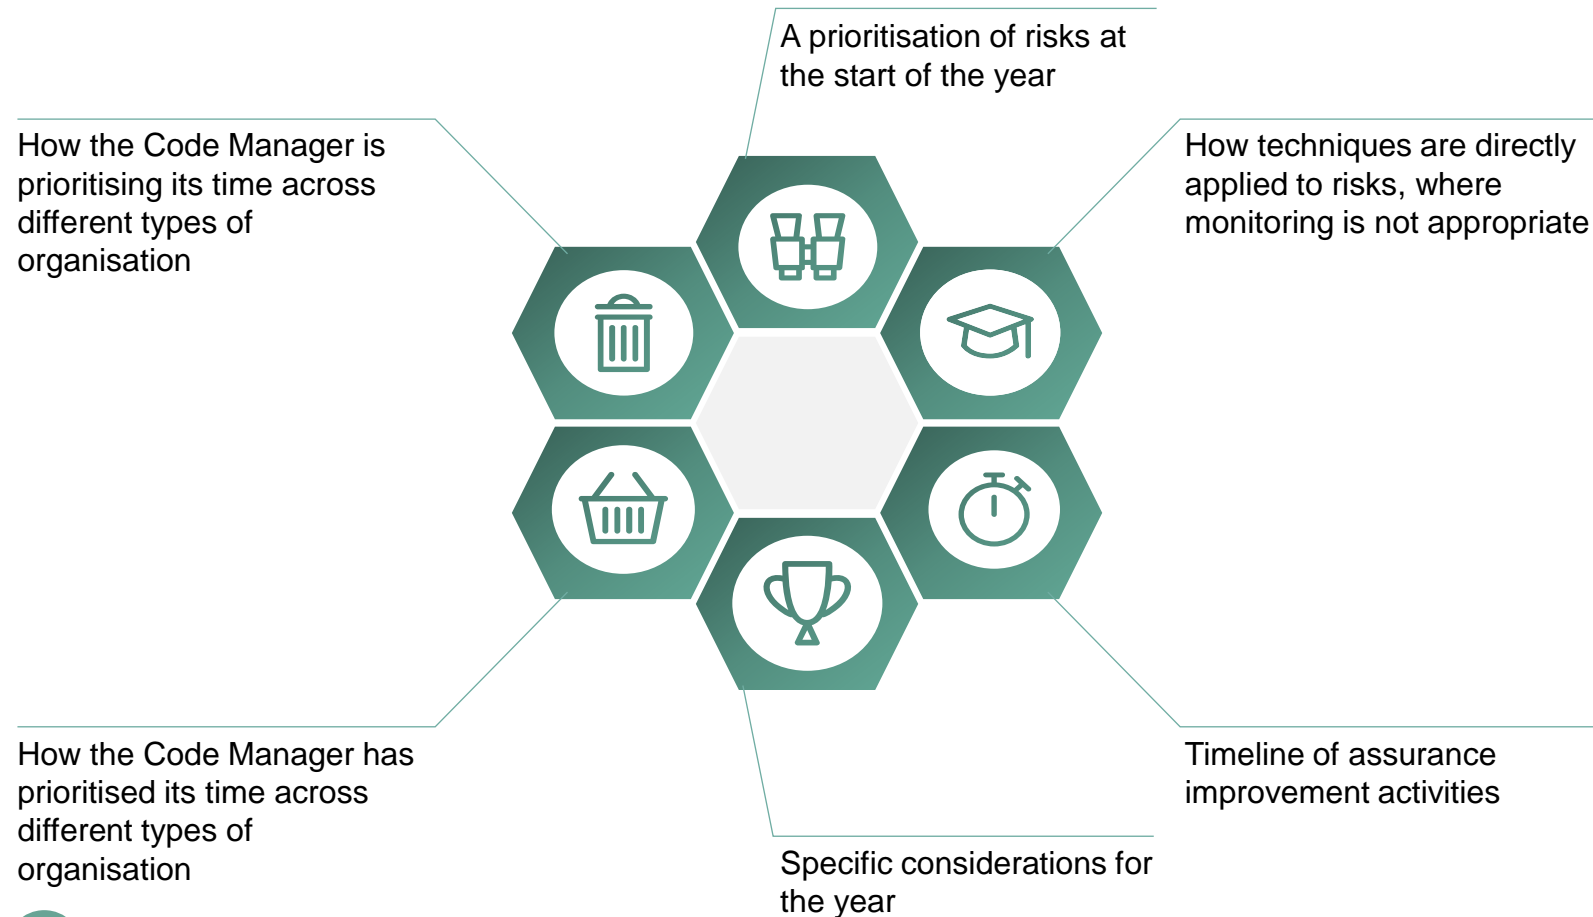 A prioritisation of risks at
the start of the year
How the Code Manager is
prioritising its time across
different types of
organisation
How techniques are directly
applied to risks, where
monitoring is not appropriate
How the Code Manager has
prioritised its time across
different types of
organisation
Timeline of assurance
improvement activities
Specific considerations for
the year